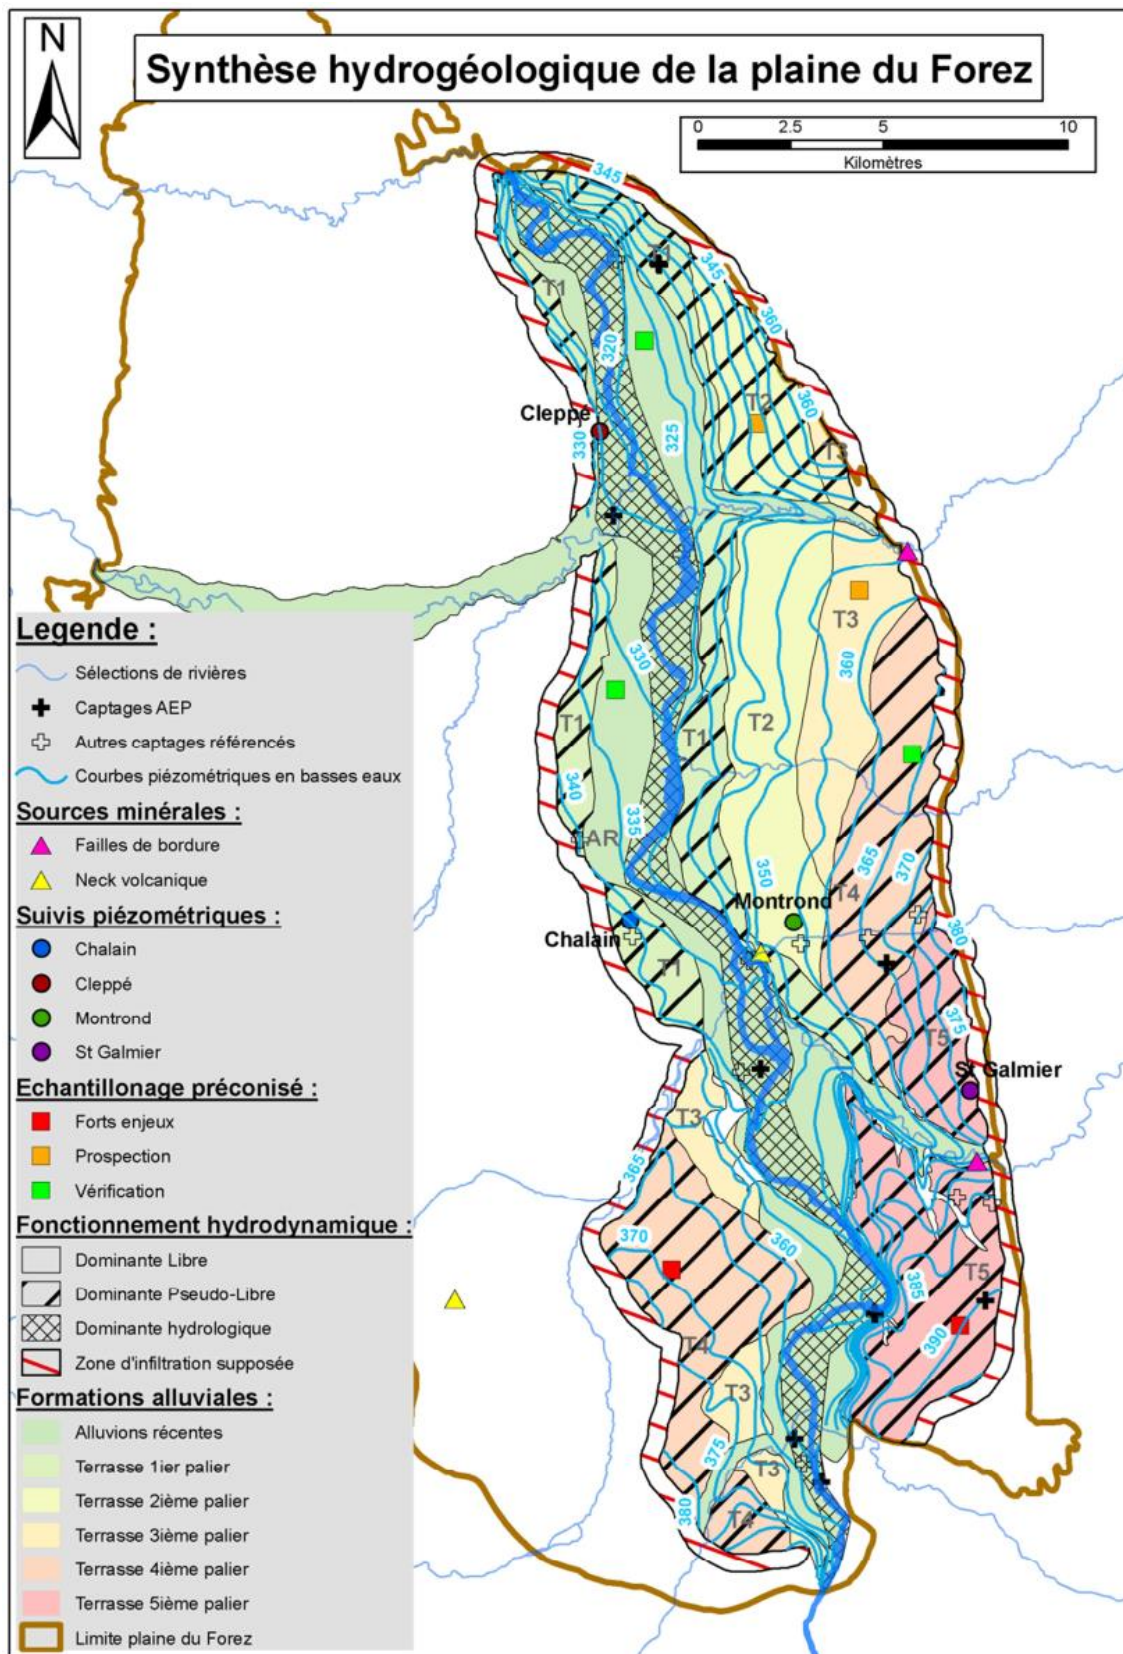 N
Synthèse hydrogéologique de la plaine du Forez
0 2.5 5 10
Kilomètres
345
T1
345
T1
360
320
Cleppé
T2
360
330
325
T3
T3
330
360
T1
T1
T2
340
335
AR
365
370
350
Montrond
T4
Chalain
380
T1
375
T5
St Galmier
T3
365
370
360
385
T5
390
T4
T3
375
T3
380
T4
Legende :
Sélections de rivières
Captages AEP
Autres captages référencés
Courbes piézométriques en basses eaux
Sources minérales :
Failles de bordure
Neck volcanique
Suivis piézométriques :
Chalain
Cleppé
Montrond
St Galmier
Echantillonage préconisé :
Forts enjeux
Prospection
Vérification
Fonctionnement hydrodynamique :
Dominante Libre
Dominante Pseudo-Libre
Dominante hydrologique
Zone d'infiltration supposée
Formations alluviales :
Alluvions récentes
Terrasse 1ier palier
Terrasse 2ième palier
Terrasse 3ième palier
Terrasse 4ième palier
Terrasse 5ième palier
Limite plaine du Forez